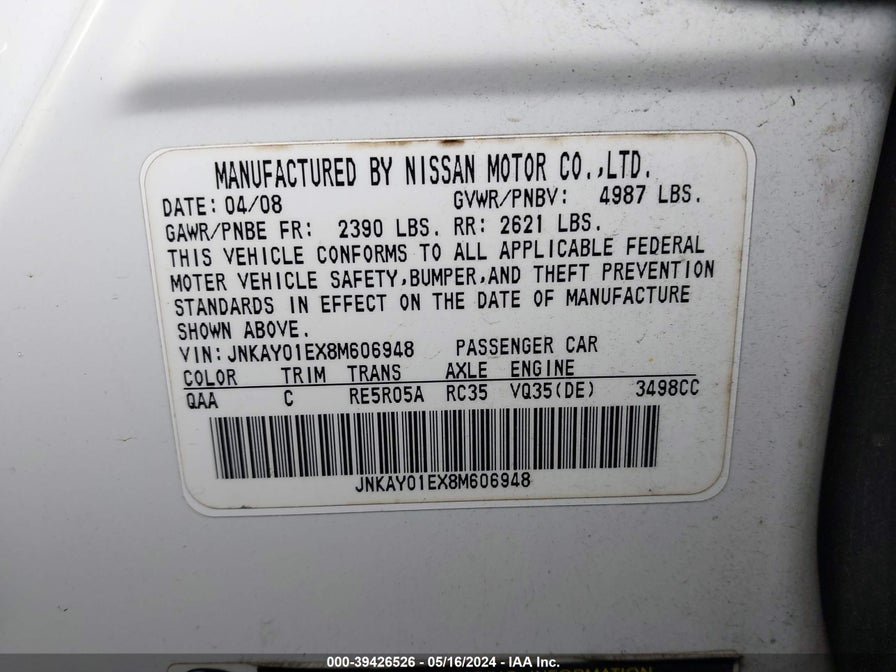 MANUFACTURED BY NISSAN MOTOR CO.,LTD.
DATE: 04/08 GVWR/PNBV: 4987 LBS.
GAWR/PNBE FR: 2390 LBS. RR: 2621 LBS.
THIS VEHICLE CONFORMS TO ALL APPLICABLE FEDERAL
MOTER VEHICLE SAFETY,BUMPER,AND THEFT PREVENTION
STANDARDS IN EFFECT ON THE DATE OF MANUFACTURE
SHOWN ABOVE.
VIN: JNKAY01EX8M606948 PASSENGER CAR
COLOR TRIM TRANS AXLE ENGINE
QAA C RE5R05A RC35 VQ35(DE) 3498CC
JNKAY01EX8M606948
INFORMATION
000-39426526 - 05/16/2024 - IAA Inc.